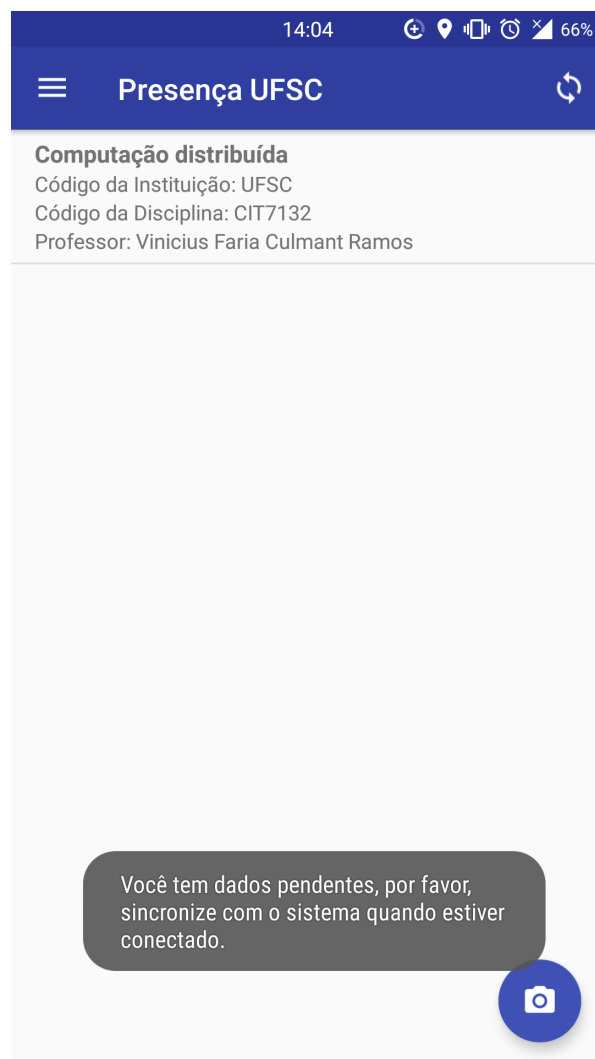 14:04 66%
Presença UFSC
Computação distribuída
Código da Instituição: UFSC
Código da Disciplina: CIT7132
Professor: Vinicius Faria Culmant Ramos
Você tem dados pendentes, por favor,
sincronize com o sistema quando estiver
conectado.